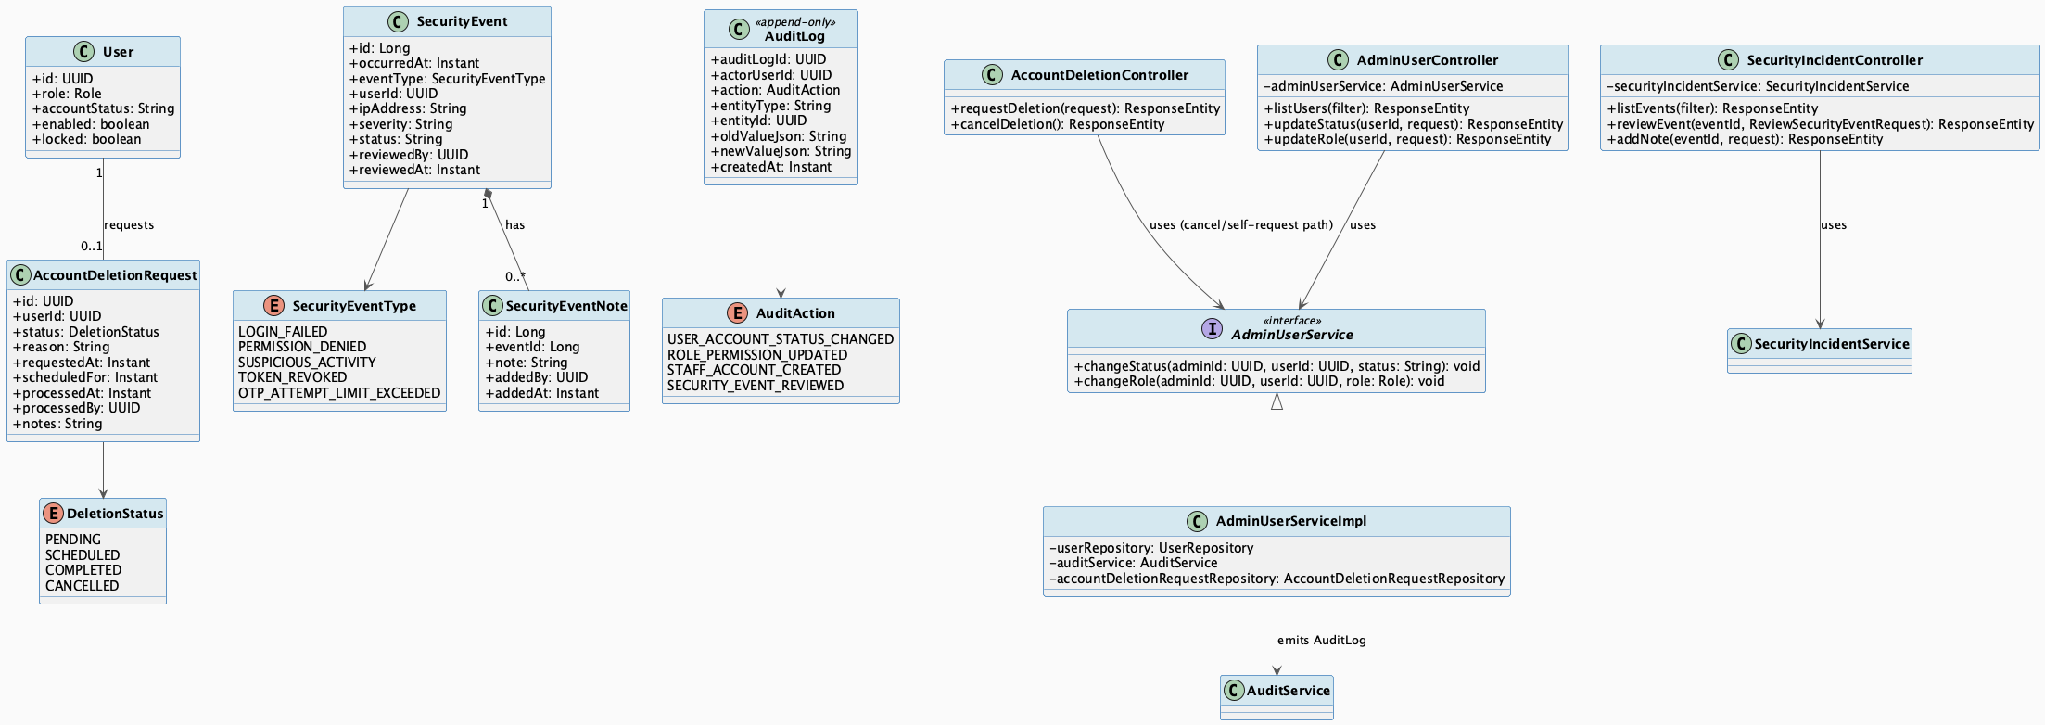 C User
+id: UUID
+role: Role
+accountStatus: String
+enabled: boolean
+locked: boolean
1
requests
0..1
C AccountDeletionRequest
+id: UUID
+userId: UUID
+status: DeletionStatus
+reason: String
+requestedAt: Instant
+scheduledFor: Instant
+processedAt: Instant
+processedBy: UUID
+notes: String
E DeletionStatus
PENDING
SCHEDULED
COMPLETED
CANCELLED
C SecurityEvent
+id: Long
+occurredAt: Instant
+eventType: SecurityEventType
+userId: UUID
+ipAddress: String
+severity: String
+status: String
+reviewedBy: UUID
+reviewedAt: Instant
1
has
0..*
E SecurityEventType
LOGIN_FAILED
PERMISSION_DENIED
SUSPICIOUS_ACTIVITY
TOKEN_REVOKED
OTP_ATTEMPT_LIMIT_EXCEEDED
C SecurityEventNote
+id: Long
+eventId: Long
+note: String
+addedBy: UUID
+addedAt: Instant
«append-only»
C AuditLog
+auditLogId: UUID
+actorUserId: UUID
+action: AuditAction
+entityType: String
+entityId: UUID
+oldValueJson: String
+newValueJson: String
+createdAt: Instant
E AuditAction
USER_ACCOUNT_STATUS_CHANGED
ROLE_PERMISSION_UPDATED
STAFF_ACCOUNT_CREATED
SECURITY_EVENT_REVIEWED
C AccountDeletionController
+requestDeletion(request): ResponseEntity
+cancelDeletion(): ResponseEntity
C AdminUserController
-adminUserService: AdminUserService
+listUsers(filter): ResponseEntity
+updateStatus(userId, request): ResponseEntity
+updateRole(userId, request): ResponseEntity
uses (cancel/self-request path)
uses
«interface»
I AdminUserService
+changeStatus(adminId: UUID, userId: UUID, status: String): void
+changeRole(adminId: UUID, userId: UUID, role: Role): void
C AdminUserServiceImpl
-userRepository: UserRepository
-auditService: AuditService
-accountDeletionRequestRepository: AccountDeletionRequestRepository
emits AuditLog
C AuditService
C SecurityIncidentController
-securityIncidentService: SecurityIncidentService
+listEvents(filter): ResponseEntity
+reviewEvent(eventId, ReviewSecurityEventRequest): ResponseEntity
+addNote(eventId, request): ResponseEntity
uses
C SecurityIncidentService